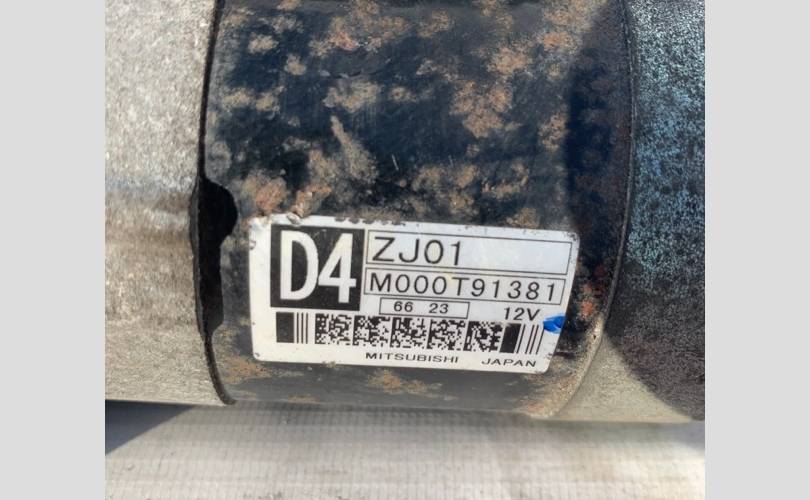 D4
ZJ01
M000T91381
66 23
12V
MITSUBISHI JAPAN